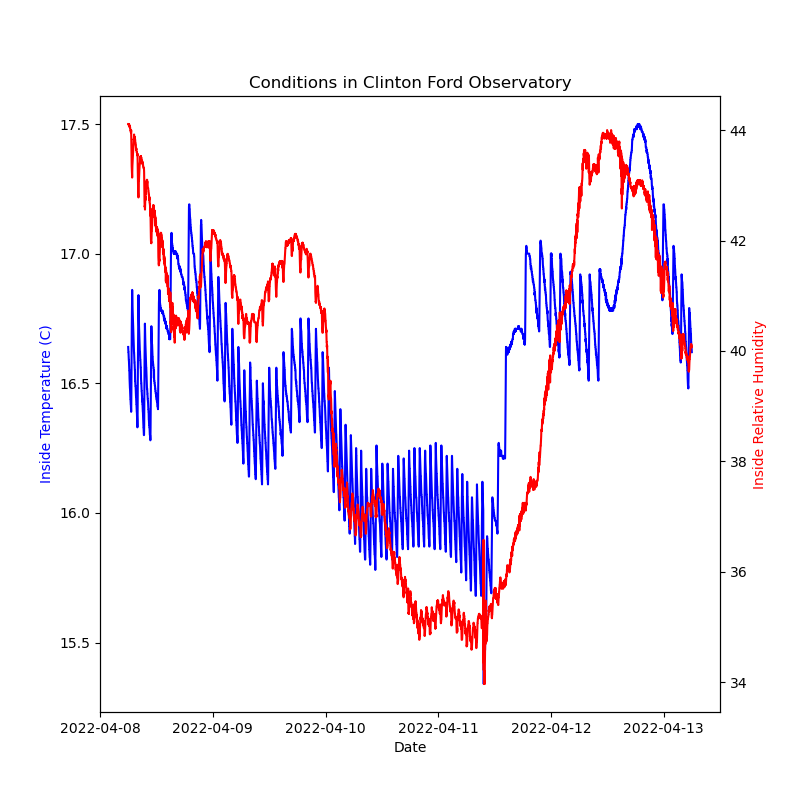 Conditions in Clinton Ford Observatory
17.5
17.0
16.5
16.0
15.5
Inside Temperature (C)
44
42
40
38
36
34
Inside Relative Humidity
2022-04-08 2022-04-09 2022-04-10 2022-04-11 2022-04-12 2022-04-13
Date